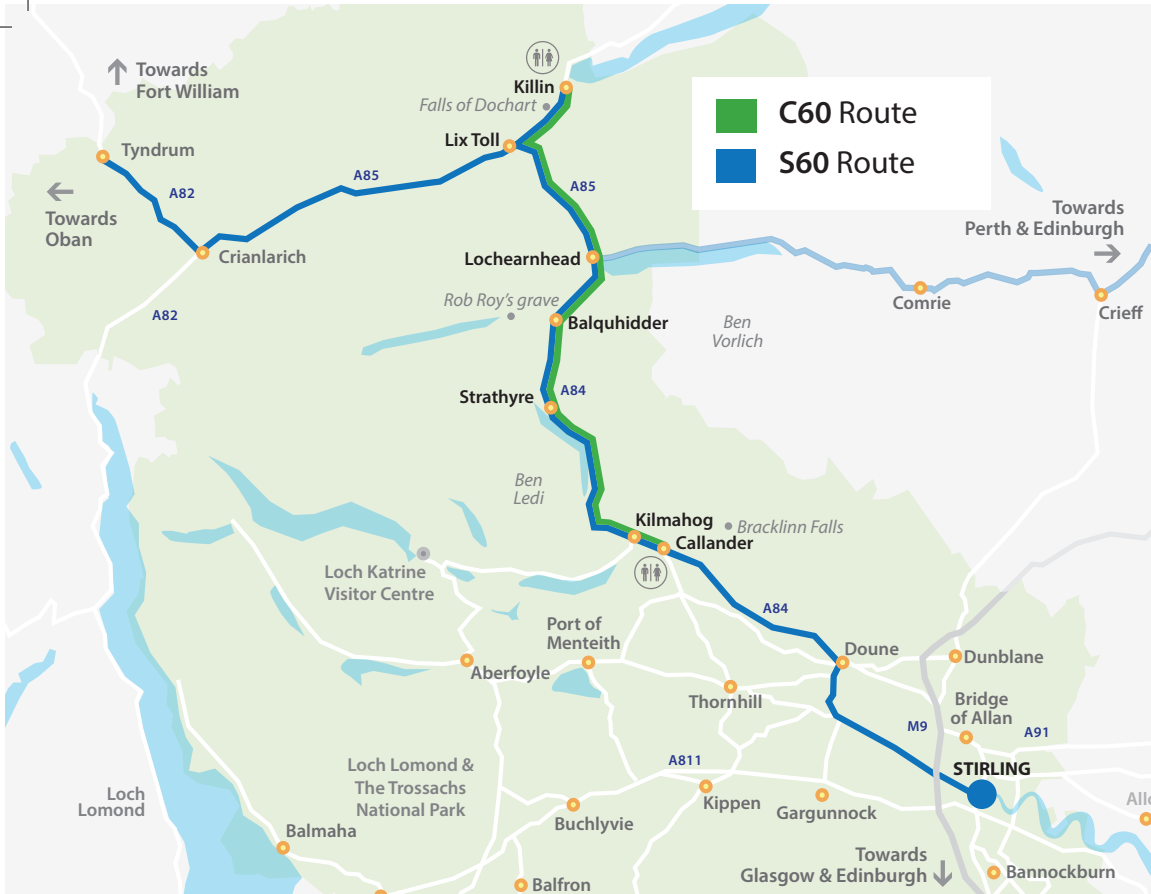 Towards
Fort William
Killin
Falls of Dochart
C60 Route
S60 Route
Lix Toll
Tyndrum
A82
A85
A85
Towards
Oban
Crianlarich
Towards
Perth & Edinburgh
Lochearnhead
Comrie
Crieff
A82
Rob Roy's grave
Balquhidder
Ben
Vorlich
Strathyre
A84
Ben
Ledi
Kilmahog
Bracklinn Falls
Callander
Loch Katrine
Visitor Centre
A84
Port of
Menteith
Doune
Dunblane
Aberfoyle
Thornhill
Bridge
of Allan
M9
A91
Loch Lomond &
The Trossachs
National Park
A811
STIRLING
Loch
Lomond
Kippen
Gargunnock
Buchlyvie
Allo
Balmaha
Towards
Glasgow & Edinburgh
Bannockburn
Balfron